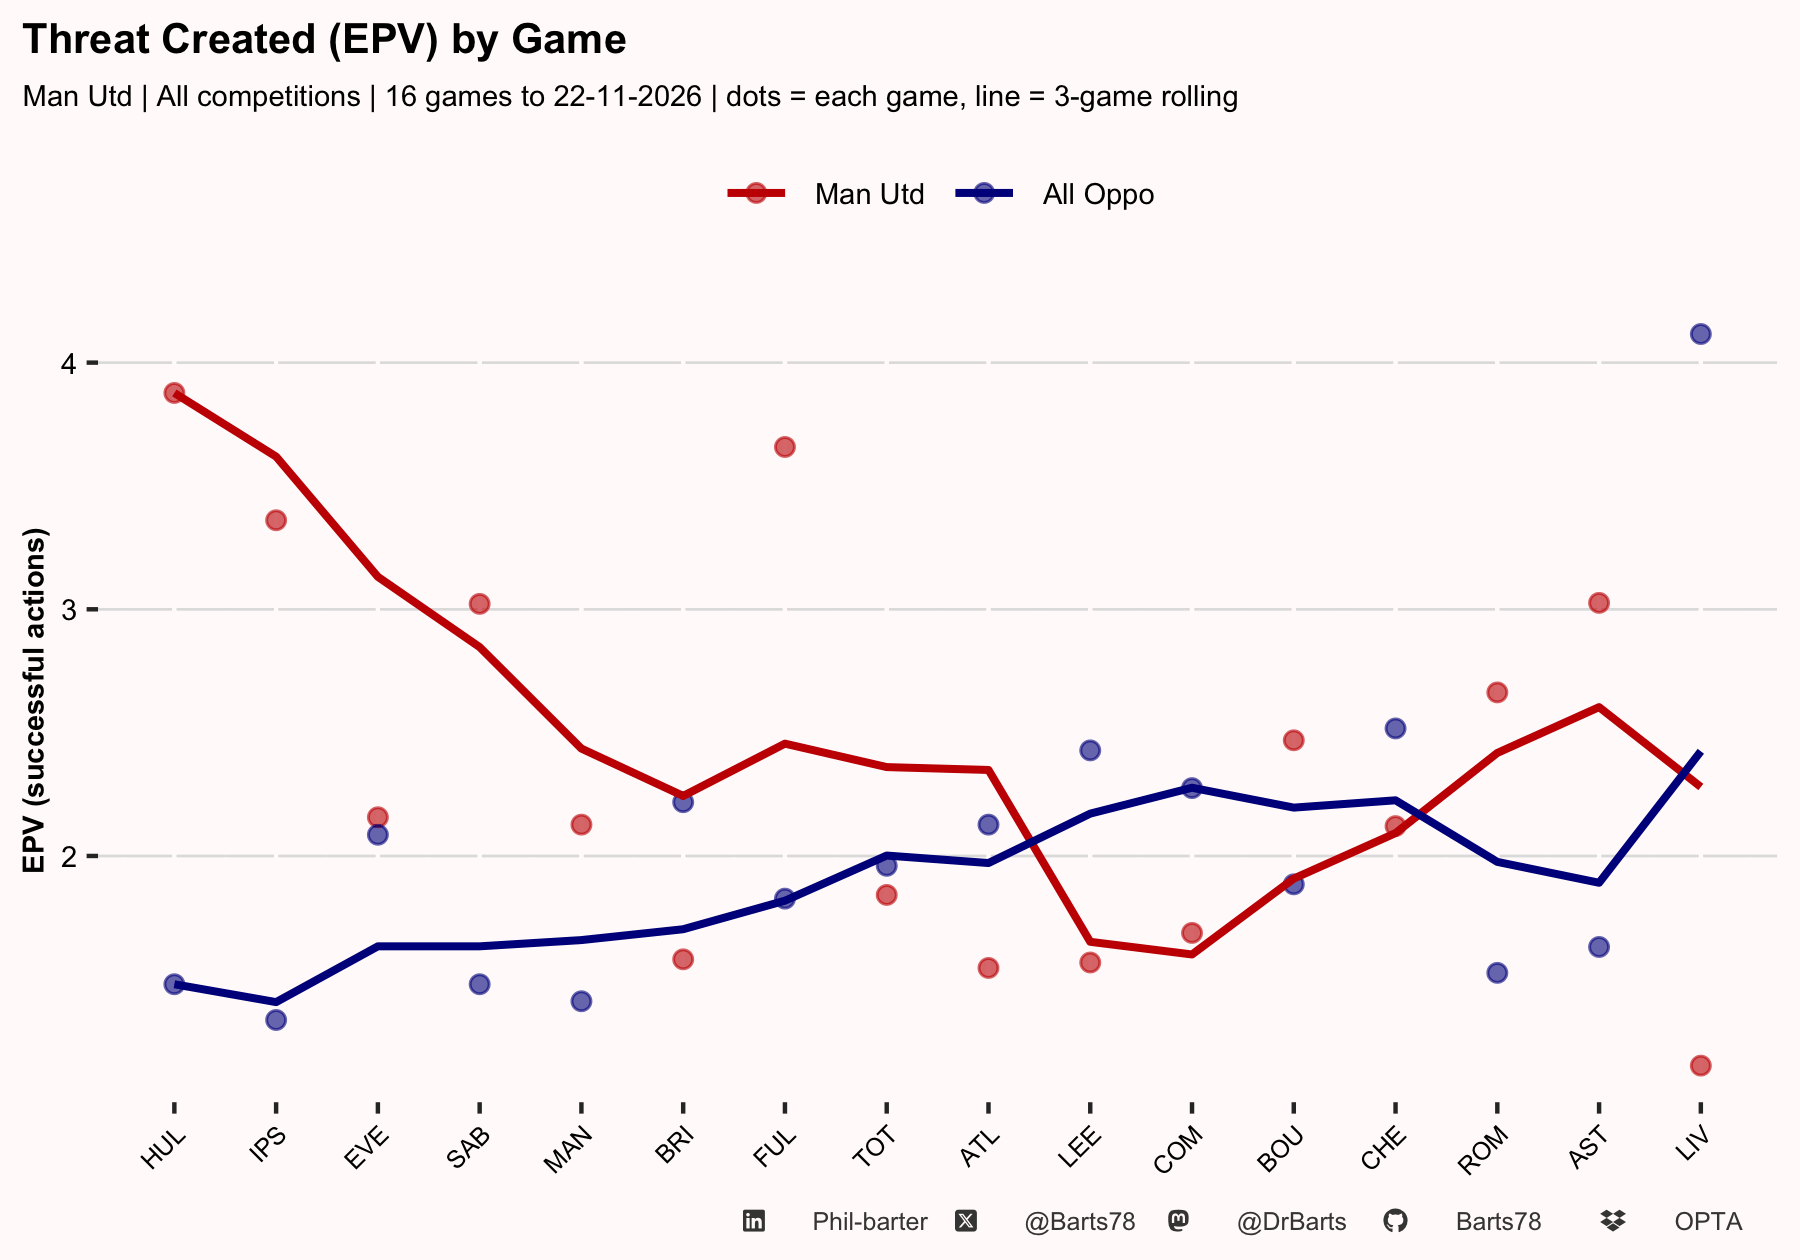 Threat Created (EPV) by Game
Man Utd | All competitions | 16 games to 22-11-2026 | dots = each game, line = 3-game rolling
Man Utd All Oppo
EPV (successful actions)
4
3
2
HUL IPS EVE SAB MAN BRI FUL TOT ATL LEE COM BOU CHE ROM AST LIV
Phil-barter @Barts78 @DrBarts Barts78 OPTA